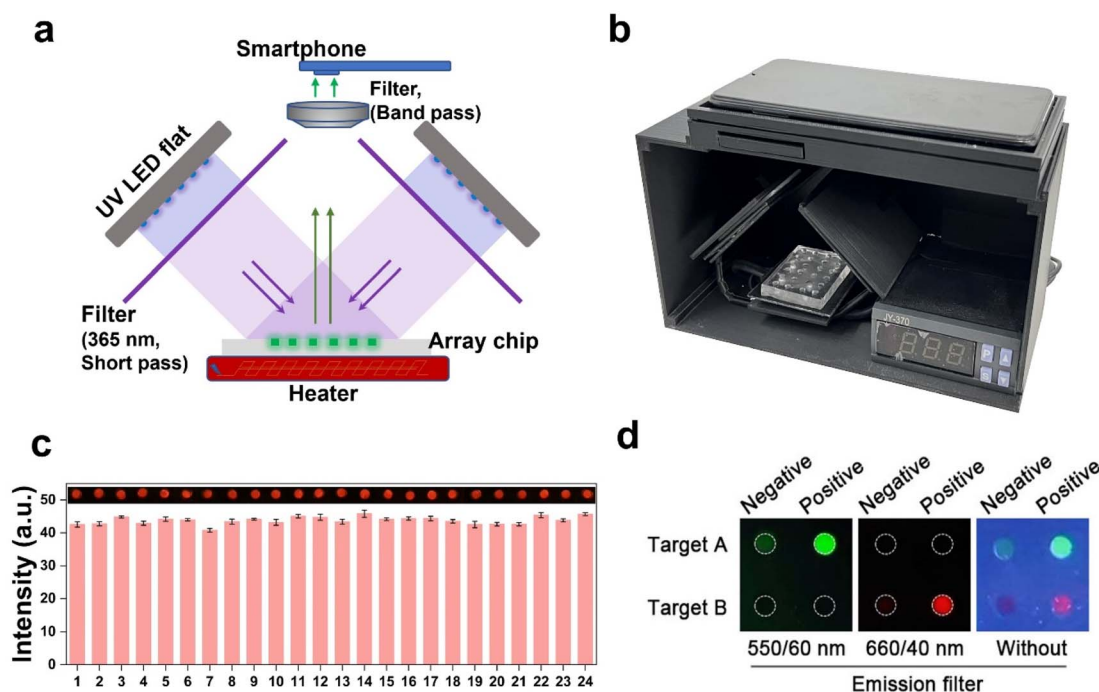 a
Smartphone
Filter,
(Band pass)
UV LED flat
Filter
(365 nm,
Short pass)
Array chip
Heater
b
JY-370
8.8.8
P
S
c
Intensity (a.u.)
50
40
30
20
10
0
1 2 3 4 5 6 7 8 9 10 11 12 13 14 15 16 17 18 19 20 21 22 23 24
d
Negative Positive Negative Positive Negative Positive
Target A
Target B
550/60 nm 660/40 nm Without
Emission filter